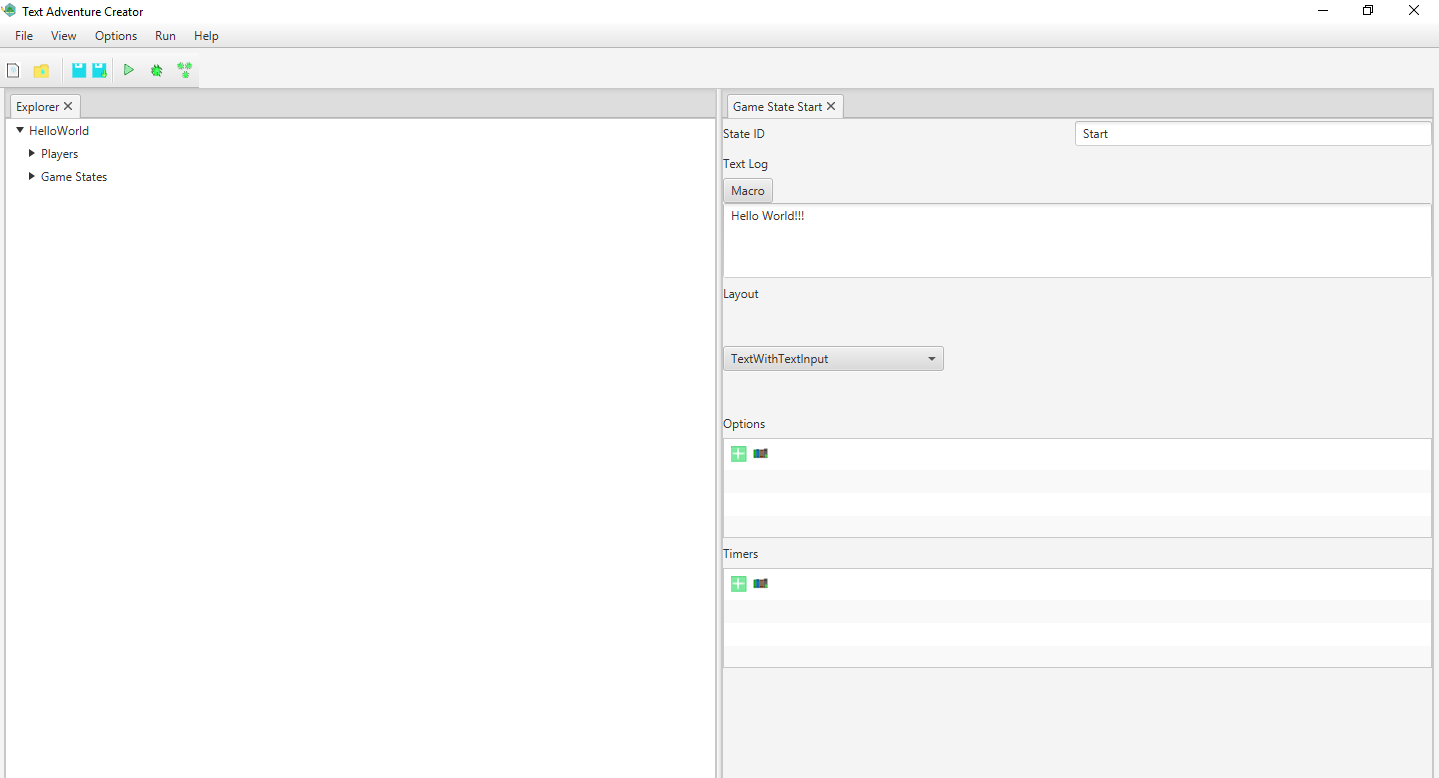 Text Adventure Creator
File View Options Run Help
Explorer
HelloWorld
Players
Game States
Game State Start
State ID
Start
Text Log
Macro
Hello World!!!
Layout
TextWithTextInput
Options
Timers